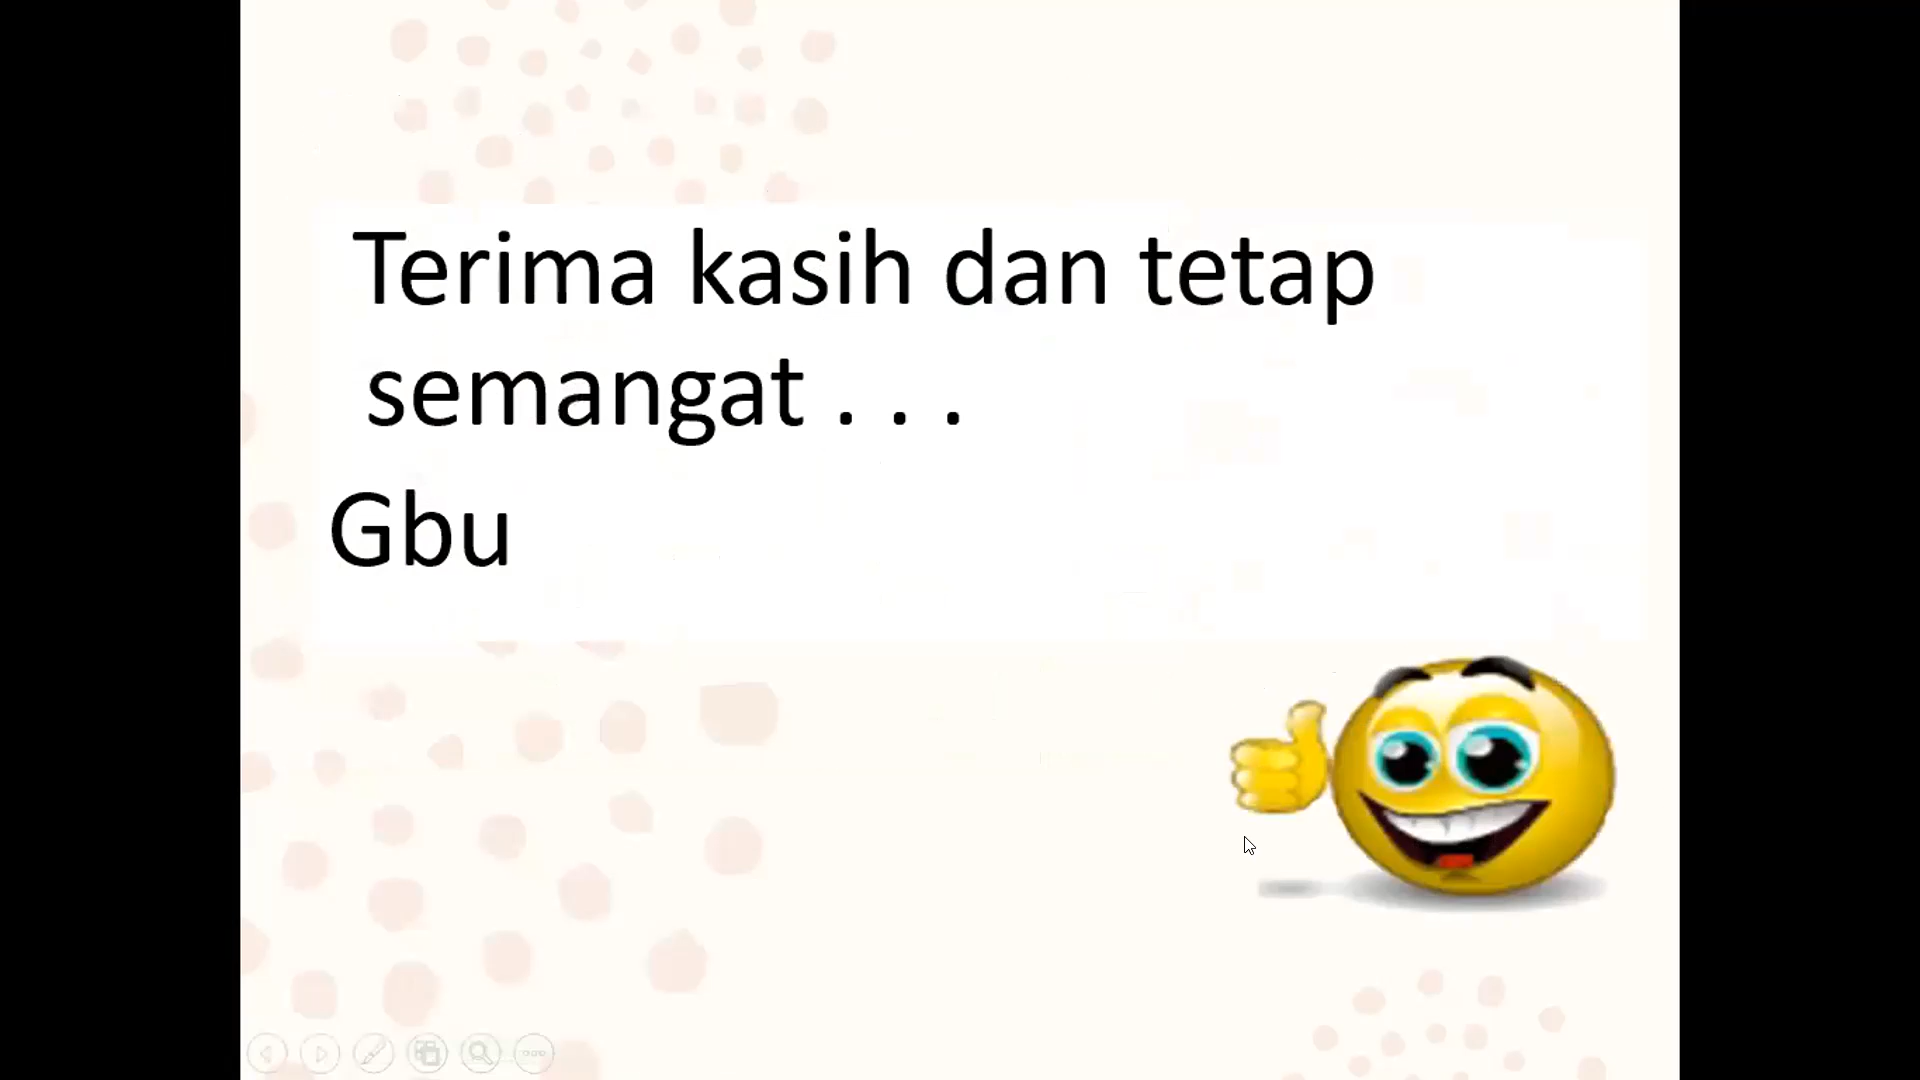 Terima kasih dan tetap
semangat . . .
Gbu